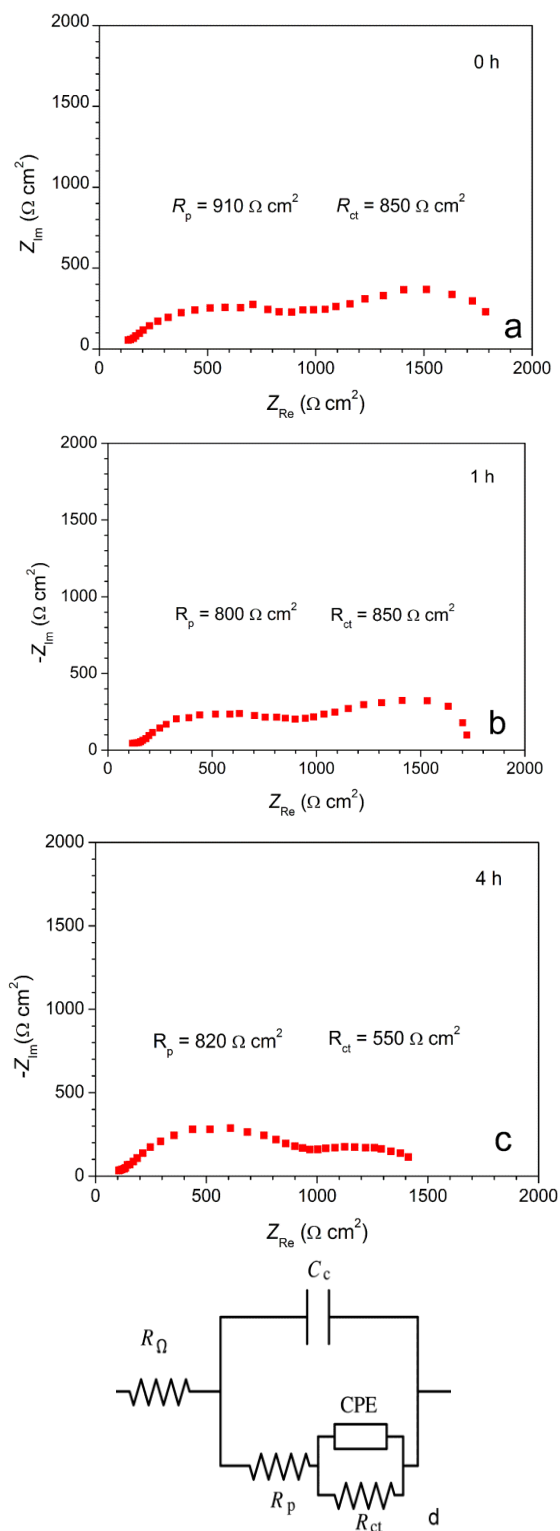 2000
0 h
1500
Z_Im (Ω cm²)
1000
R_p = 910 Ω cm²
R_ct = 850 Ω cm²
500
0
a
0
500
1000
1500
2000
Z_Re (Ω cm²)
2000
1 h
1500
-Z_Im (Ω cm²)
1000
R_p = 800 Ω cm²
R_ct = 850 Ω cm²
500
b
0
0
500
1000
1500
2000
Z_Re (Ω cm²)
2000
4 h
1500
-Z_Im(Ω cm²)
1000
R_p = 820 Ω cm²
R_ct = 550 Ω cm²
500
c
0
0
500
1000
1500
2000
Z_Re (Ω cm²)
C_c
R_Ω
CPE
R_p
R_ct
d